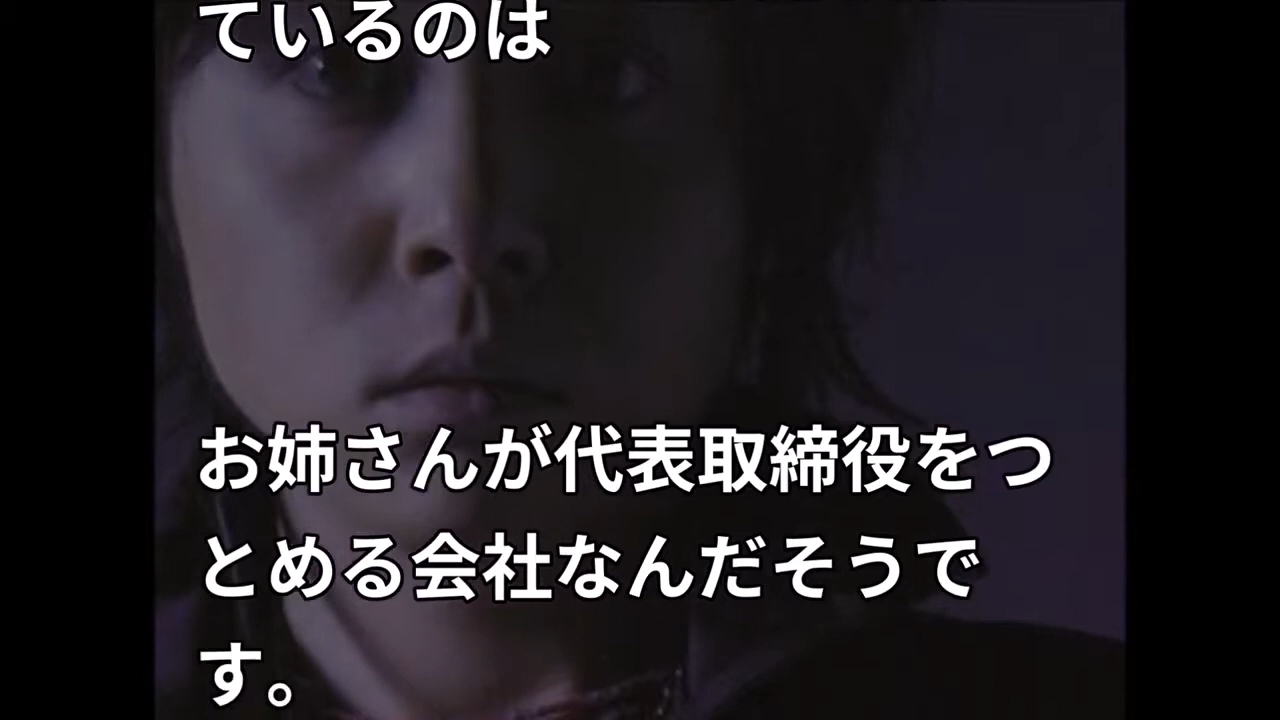 ているのは
お姉さんが代表取締役をつ
とめる会社なんだそうで
す。